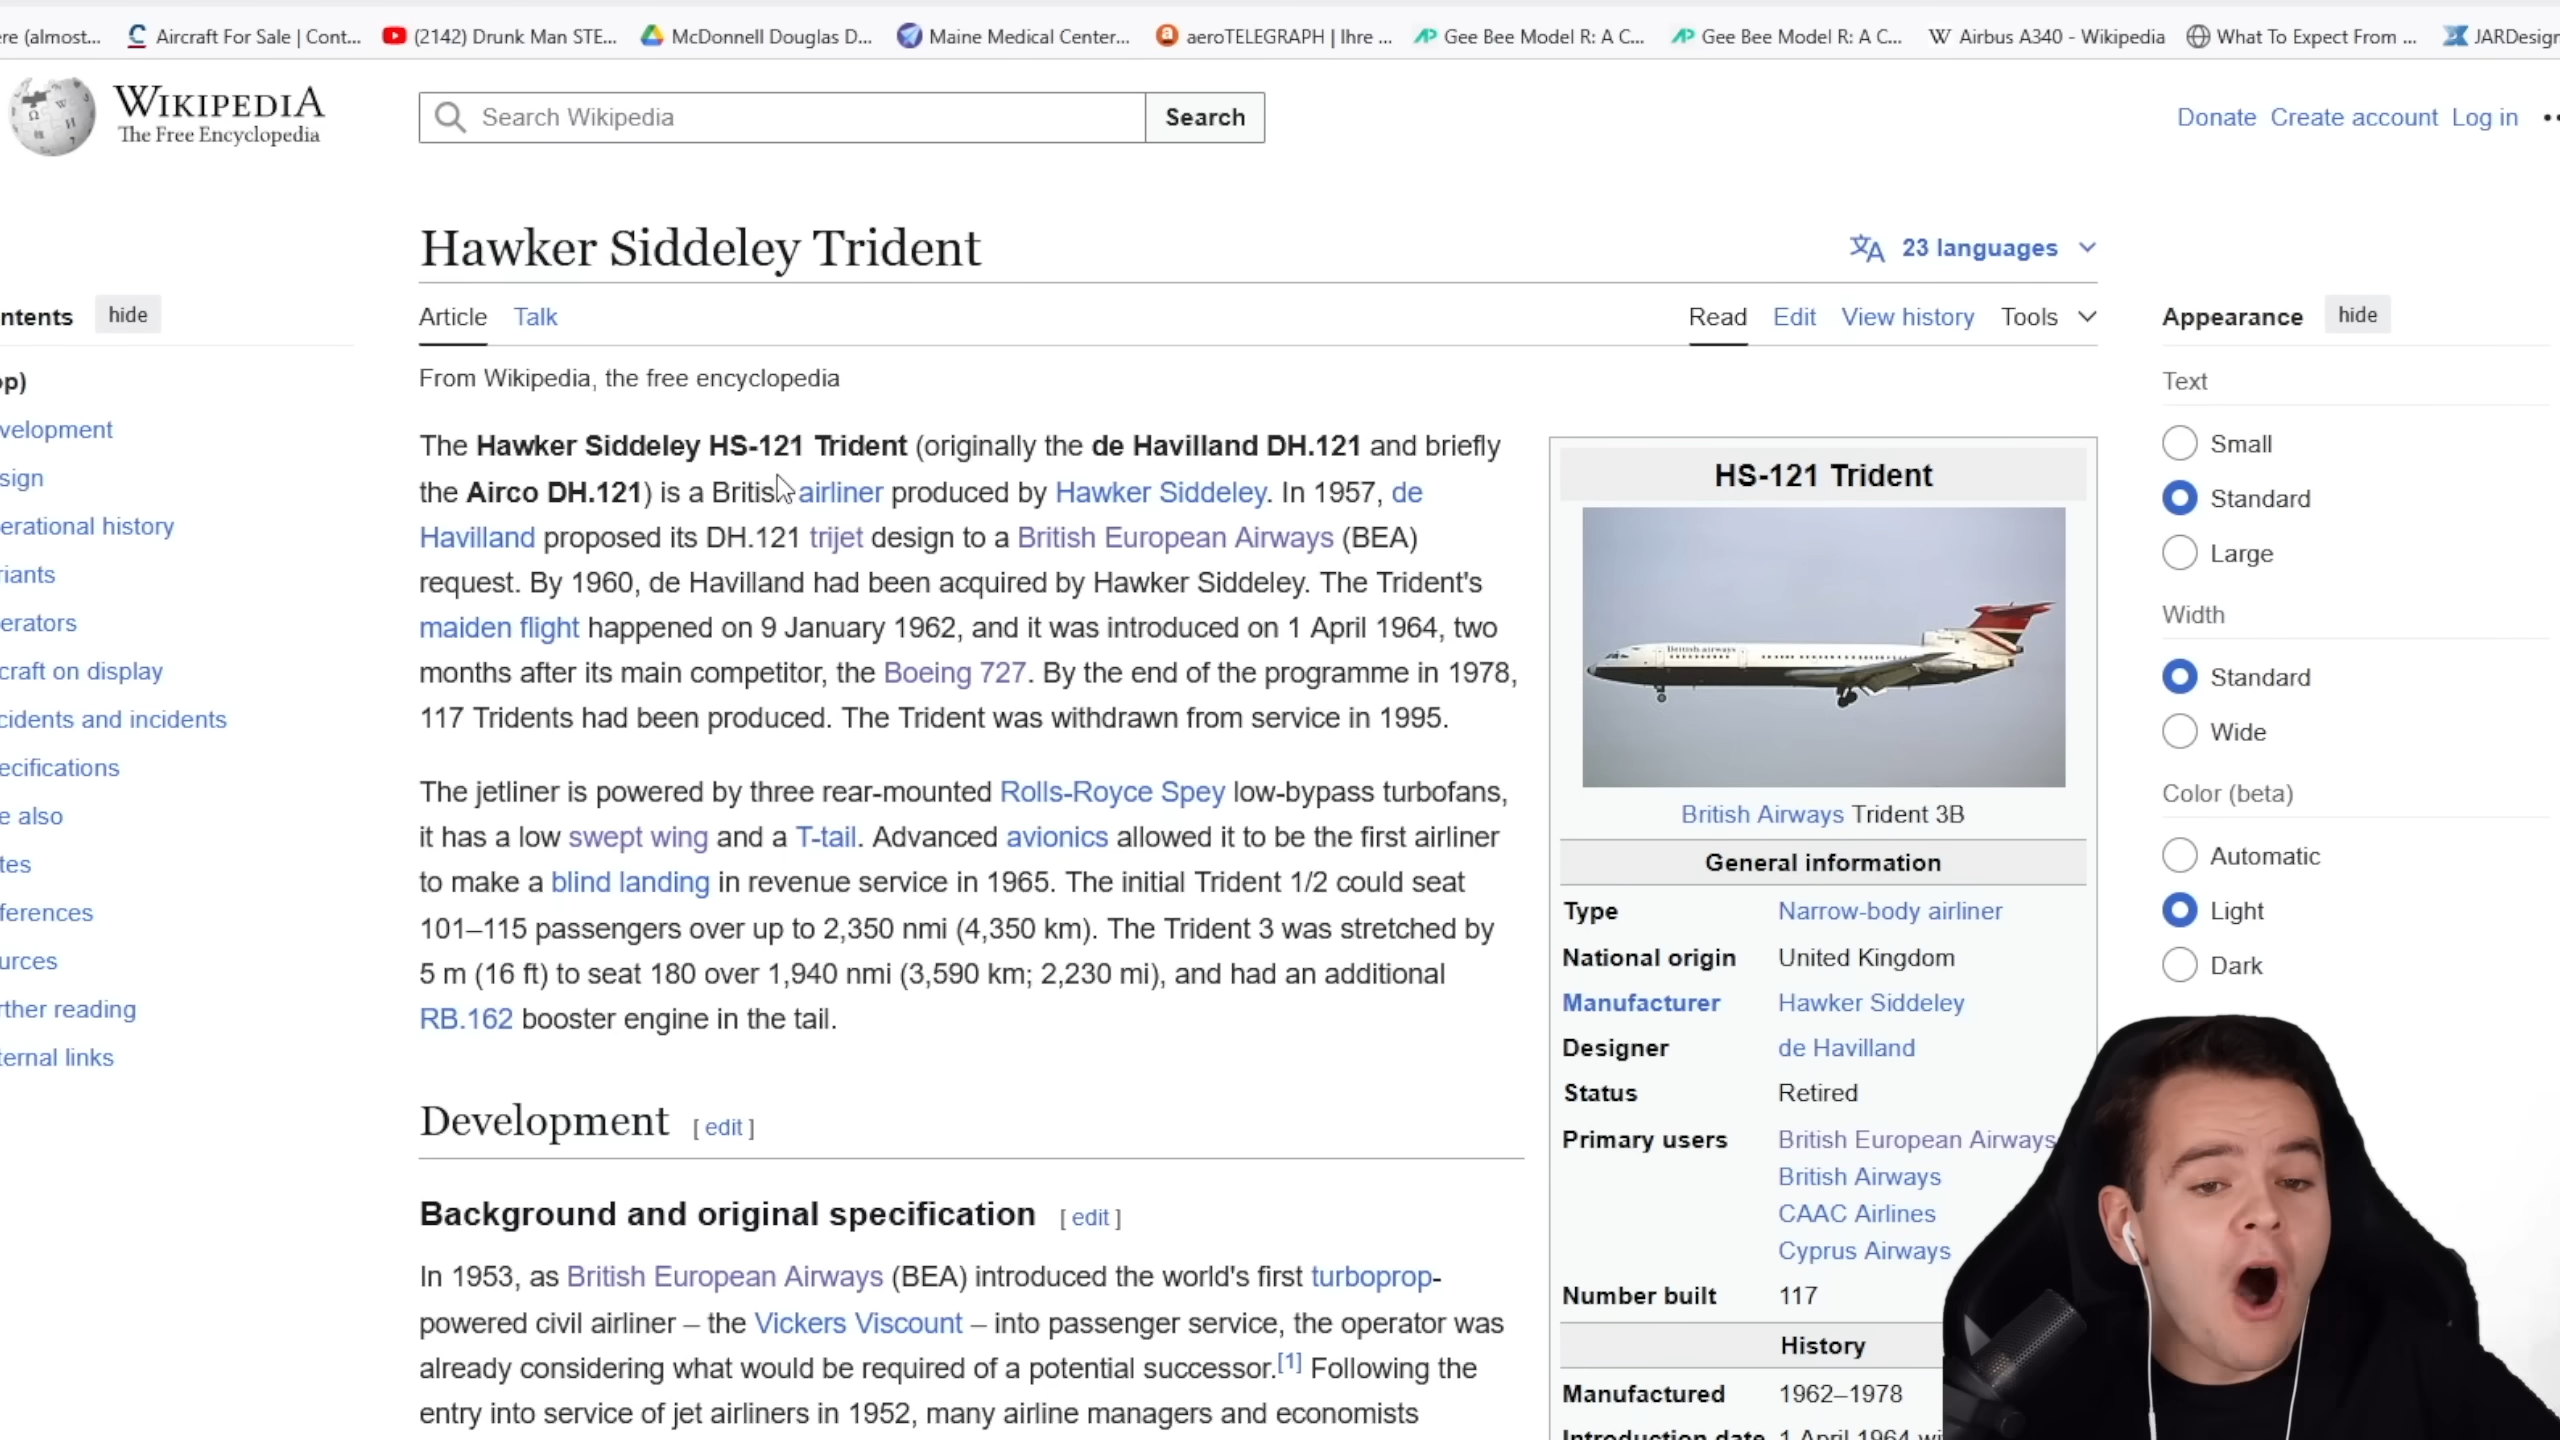 ere (almost...
Aircraft For Sale | Cont...
(2142) Drunk Man STE...
McDonnell Douglas D...
Maine Medical Center...
aeroTELEGRAPH | Ihre ...
Gee Bee Model R: A C...
Gee Bee Model R: A C...
Airbus A340 - Wikipedia
What To Expect From ...
JARDesign
WIKIPEDIA
The Free Encyclopedia
Search Wikipedia
Search
Donate Create account Log in
Hawker Siddeley Trident
23 languages
ntents hide
Article Talk
Read Edit View history Tools
Appearance hide
From Wikipedia, the free encyclopedia
op)
velopment
sign
erational history
riants
erators
craft on display
cidents and incidents
ecifications
e also
tes
ferences
urces
rther reading
ternal links
The Hawker Siddeley HS-121 Trident (originally the de Havilland DH.121 and briefly
the Airco DH.121) is a Britis airliner produced by Hawker Siddeley. In 1957, de
Havilland proposed its DH.121 trijet design to a British European Airways (BEA)
request. By 1960, de Havilland had been acquired by Hawker Siddeley. The Trident's
maiden flight happened on 9 January 1962, and it was introduced on 1 April 1964, two
months after its main competitor, the Boeing 727. By the end of the programme in 1978,
117 Tridents had been produced. The Trident was withdrawn from service in 1995.
The jetliner is powered by three rear-mounted Rolls-Royce Spey low-bypass turbofans,
it has a low swept wing and a T-tail. Advanced avionics allowed it to be the first airliner
to make a blind landing in revenue service in 1965. The initial Trident 1/2 could seat
101–115 passengers over up to 2,350 nmi (4,350 km). The Trident 3 was stretched by
5 m (16 ft) to seat 180 over 1,940 nmi (3,590 km; 2,230 mi), and had an additional
RB.162 booster engine in the tail.
Development [ edit ]
Background and original specification [ edit ]
In 1953, as British European Airways (BEA) introduced the world's first turboprop-
powered civil airliner – the Vickers Viscount – into passenger service, the operator was
already considering what would be required of a potential successor.[1] Following the
entry into service of jet airliners in 1952, many airline managers and economists
HS-121 Trident
British airways
British Airways Trident 3B
General information
Type Narrow-body airliner
National origin United Kingdom
Manufacturer Hawker Siddeley
Designer de Havilland
Status Retired
Primary users British European Airways
British Airways
CAAC Airlines
Cyprus Airways
Number built 117
History
Manufactured 1962–1978
Introduction date 1 April 1964 wi
Text
Small
Standard
Large
Width
Standard
Wide
Color (beta)
Automatic
Light
Dark